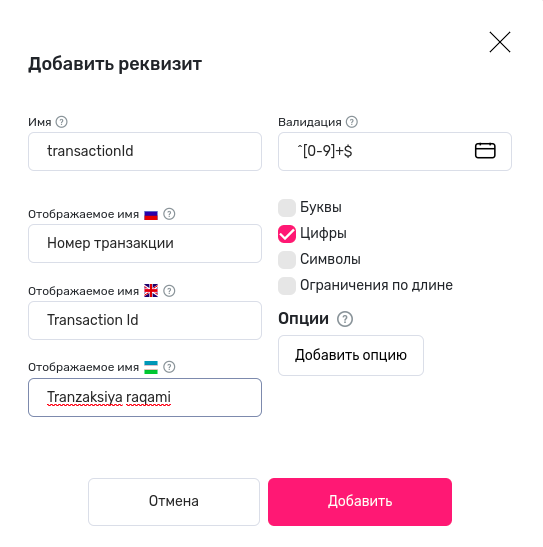 Добавить реквизит
Имя
transactionId
Валидация
^[0-9]+$
Отображаемое имя
Номер транзакции
Отображаемое имя
Transaction Id
Отображаемое имя
Tranzaksiya raqami
Буквы
Цифры
Символы
Ограничения по длине
Опции
Добавить опцию
Отмена
Добавить